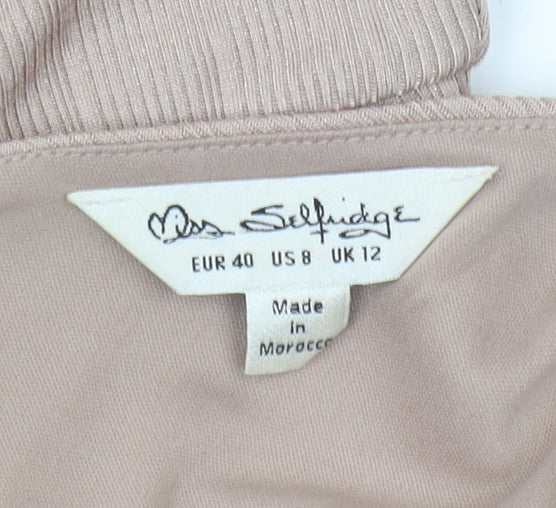 Miss Selfridge
EUR 40 US 8 UK 12
Made
in
Morocco